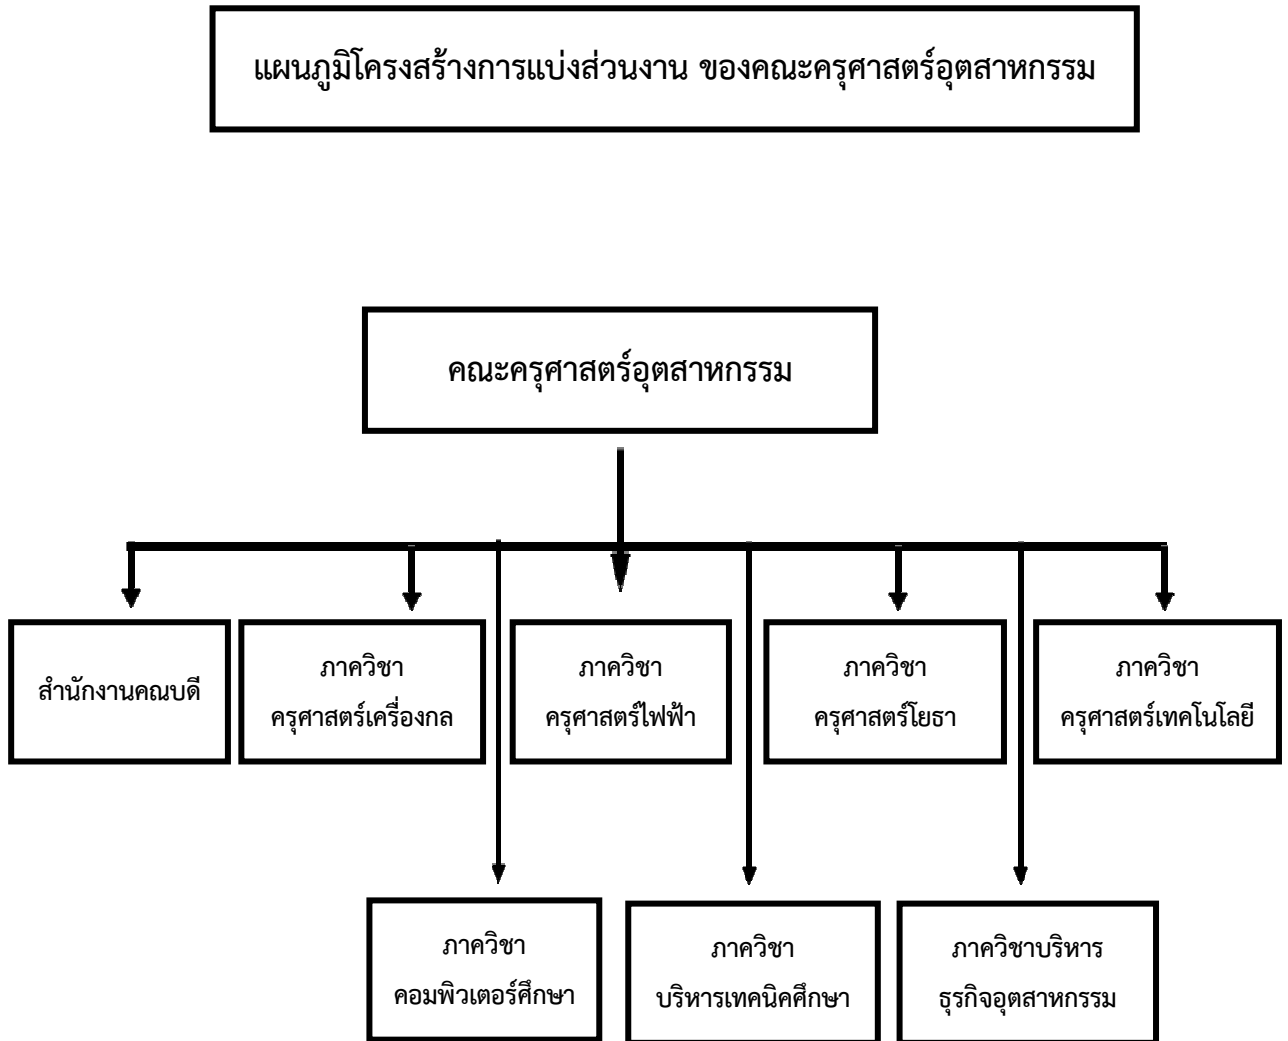 แผนภูมิโครงสร้างการแบ่งส่วนงาน ของคณะครุศาสตร์อุตสาหกรรม
คณะครุศาสตร์อุตสาหกรรม
สำนักงานคณบดี
ภาควิชา
ครุศาสตร์เครื่องกล
ภาควิชา
ครุศาสตร์ไฟฟ้า
ภาควิชา
ครุศาสตร์โยธา
ภาควิชา
ครุศาสตร์เทคโนโลยี
ภาควิชา
คอมพิวเตอร์ศึกษา
ภาควิชา
บริหารเทคนิคศึกษา
ภาควิชาบริหาร
ธุรกิจอุตสาหกรรม